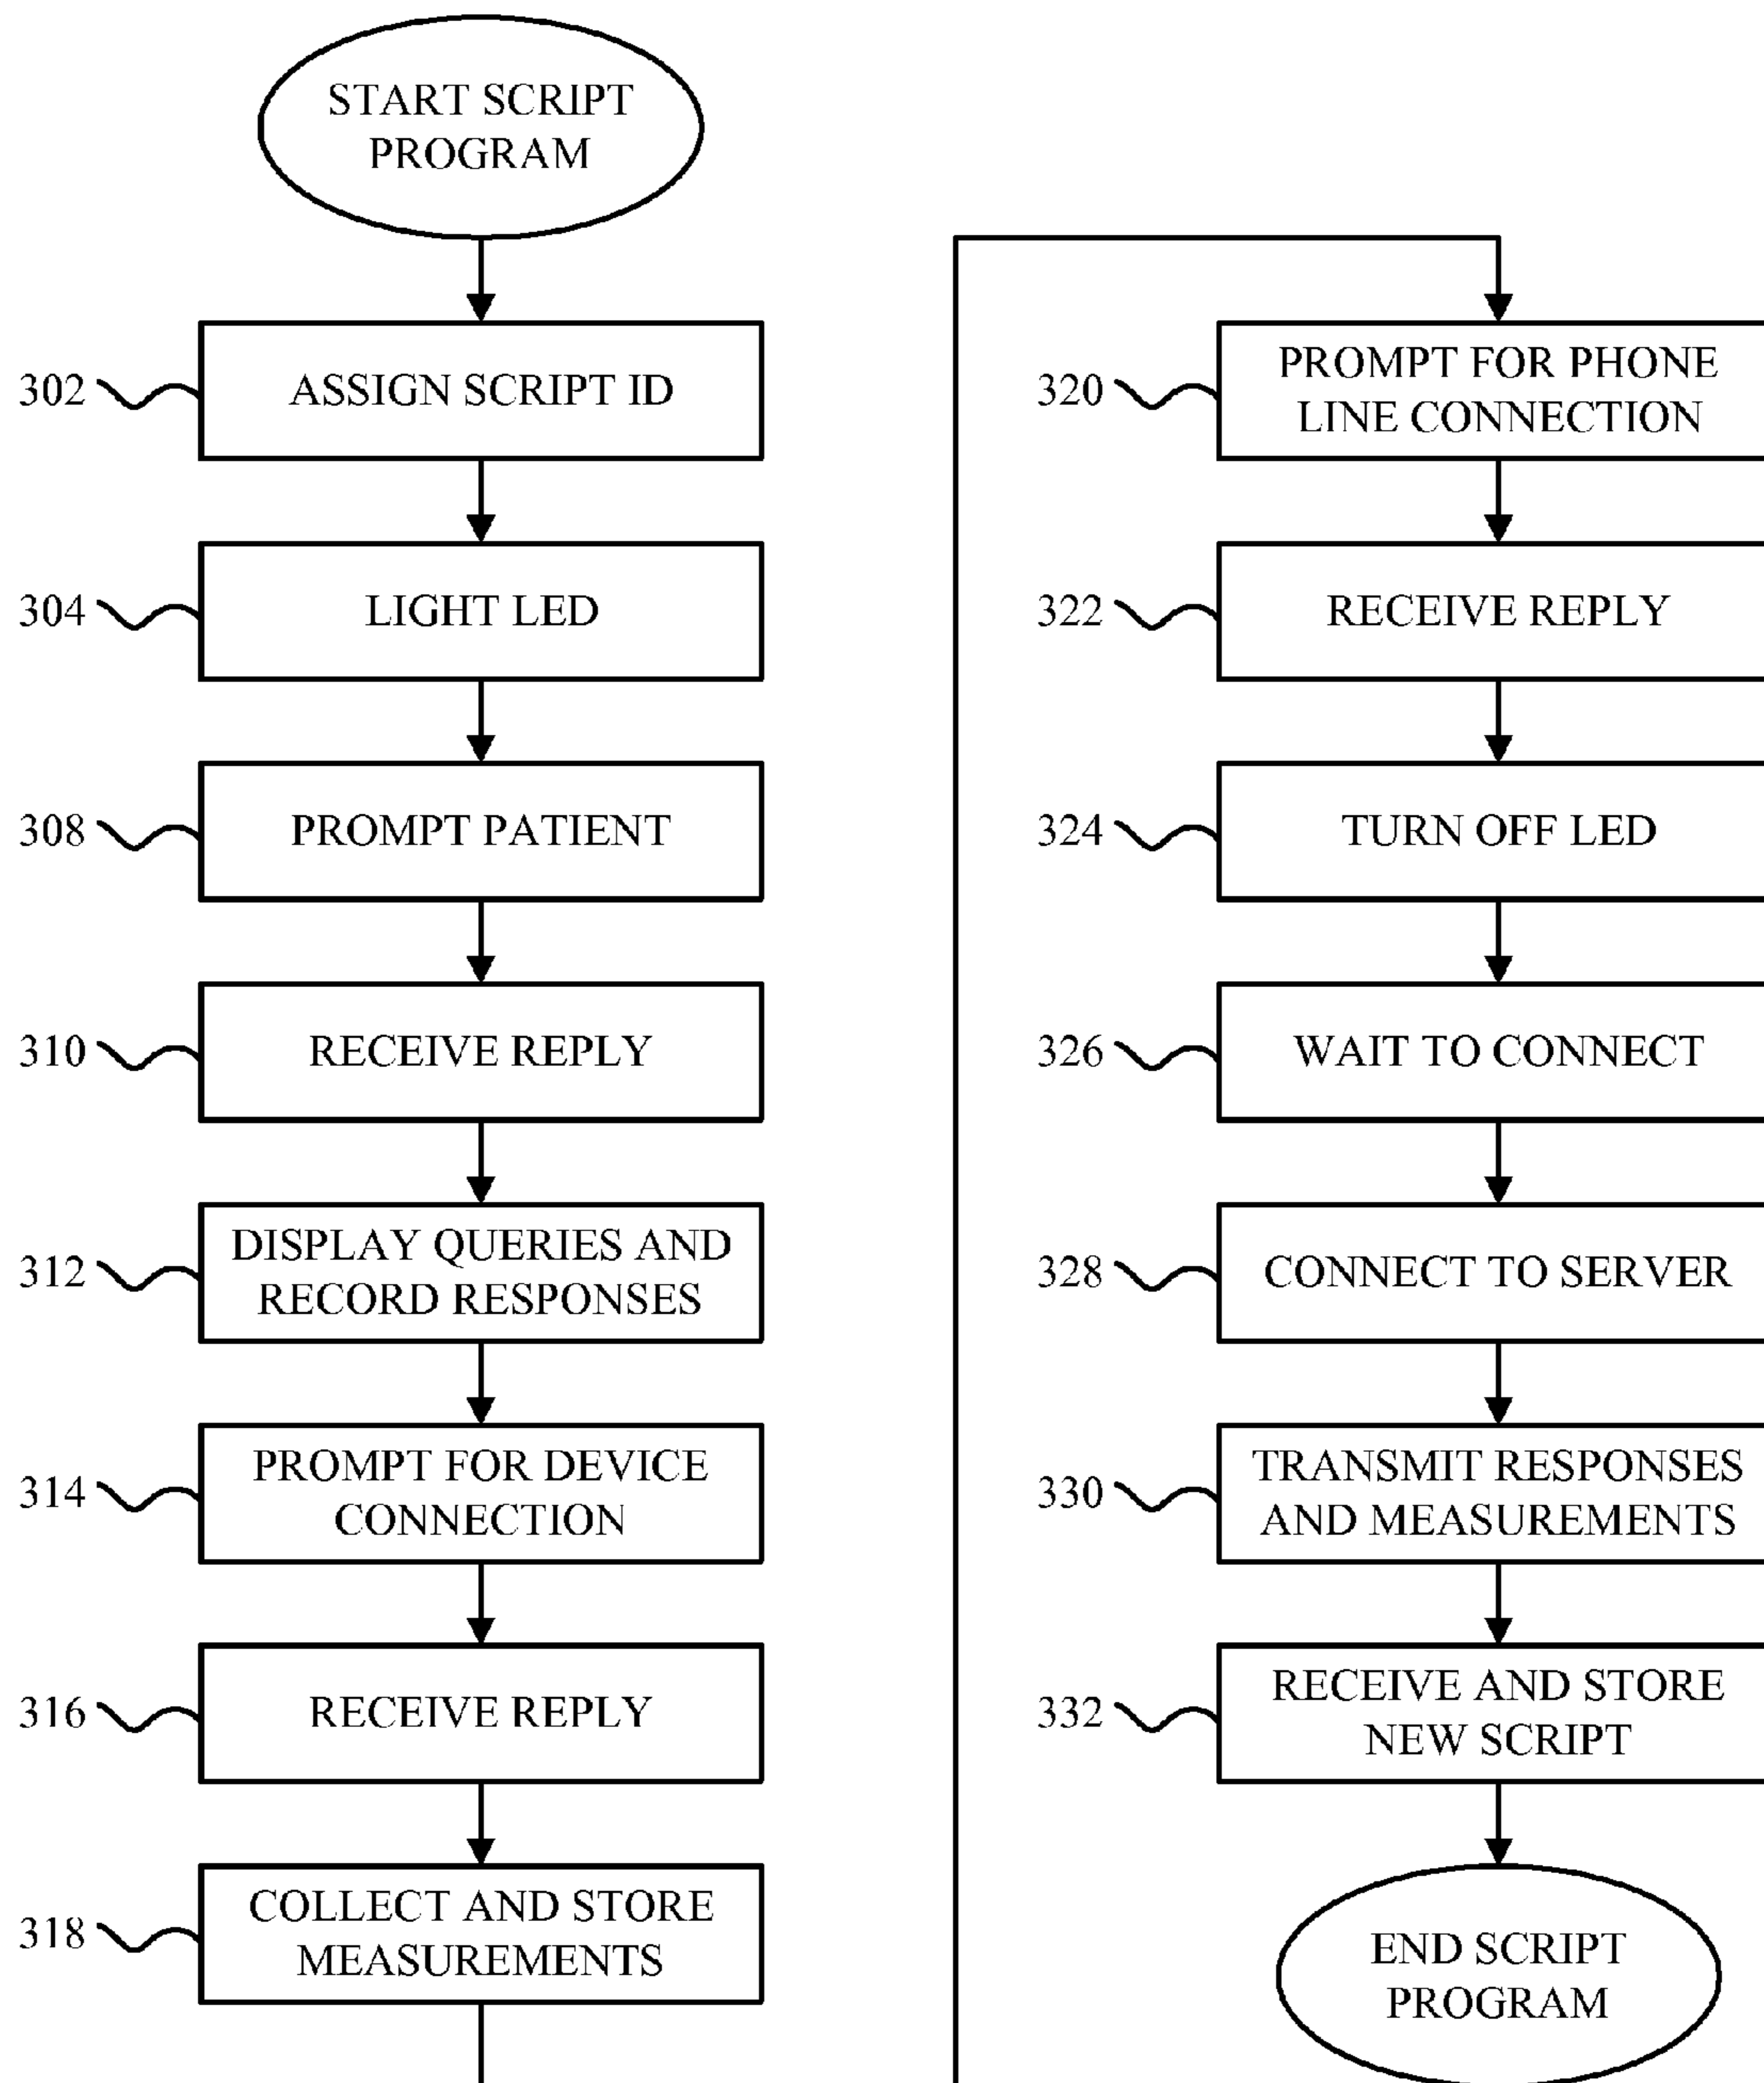 START SCRIPT
PROGRAM
302
ASSIGN SCRIPT ID
304
LIGHT LED
308
PROMPT PATIENT
310
RECEIVE REPLY
312
DISPLAY QUERIES AND
RECORD RESPONSES
314
PROMPT FOR DEVICE
CONNECTION
316
RECEIVE REPLY
318
COLLECT AND STORE
MEASUREMENTS
320
PROMPT FOR PHONE
LINE CONNECTION
322
RECEIVE REPLY
324
TURN OFF LED
326
WAIT TO CONNECT
328
CONNECT TO SERVER
330
TRANSMIT RESPONSES
AND MEASUREMENTS
332
RECEIVE AND STORE
NEW SCRIPT
END SCRIPT
PROGRAM